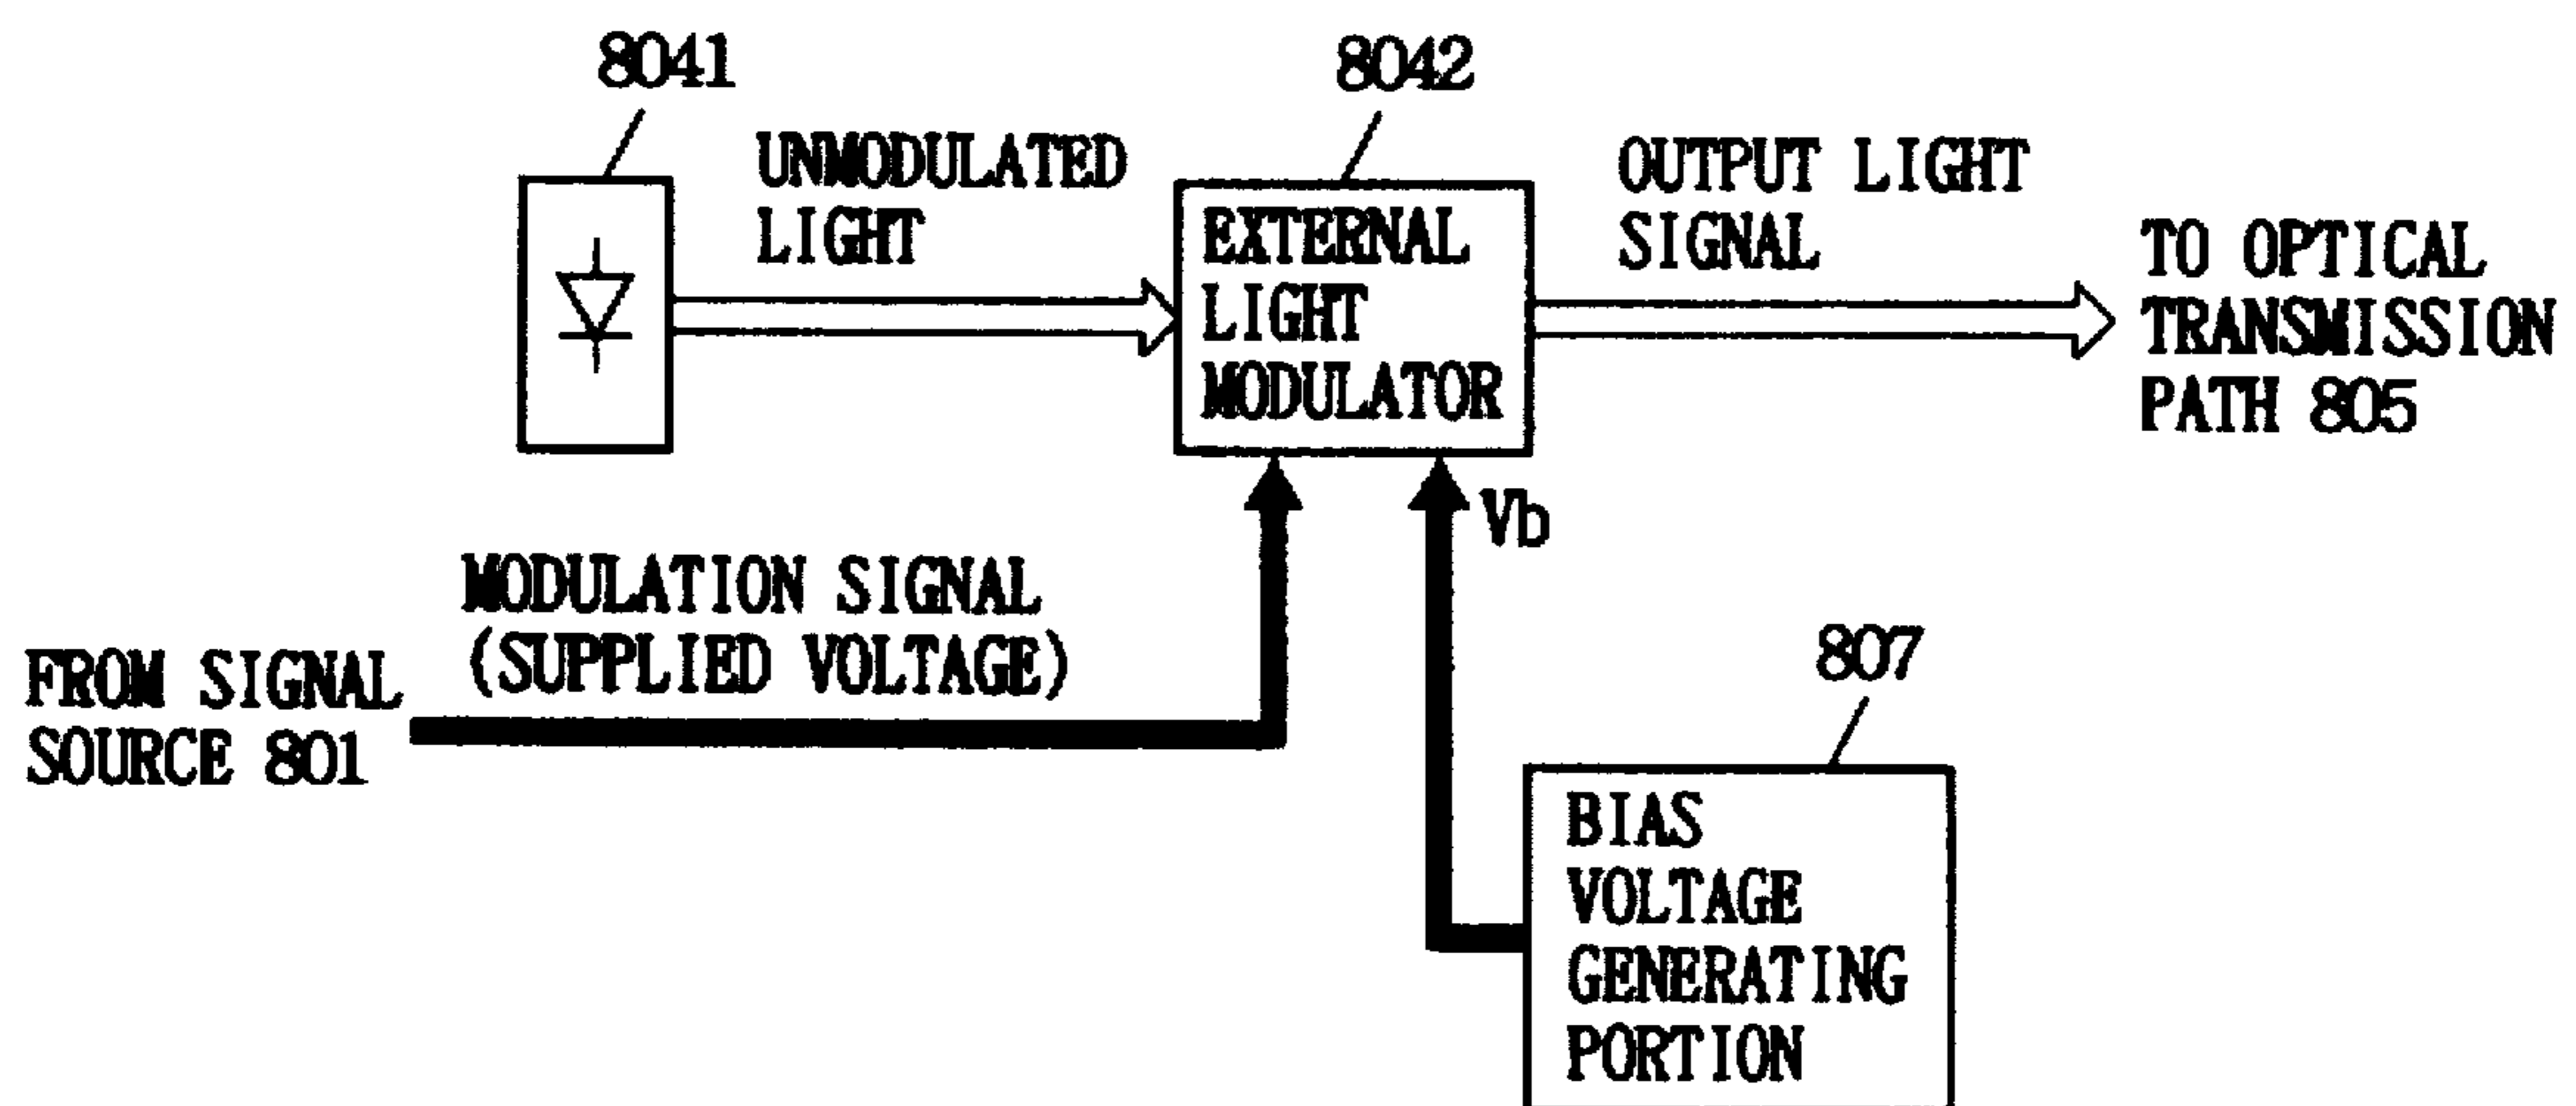 8041
8042
UNMODULATED
LIGHT
EXTERNAL
LIGHT
MODULATOR
OUTPUT LIGHT
SIGNAL
TO OPTICAL
TRANSMISSION
PATH 805
Vb
MODULATION SIGNAL
(SUPPLIED VOLTAGE)
FROM SIGNAL
SOURCE 801
807
BIAS
VOLTAGE
GENERATING
PORTION